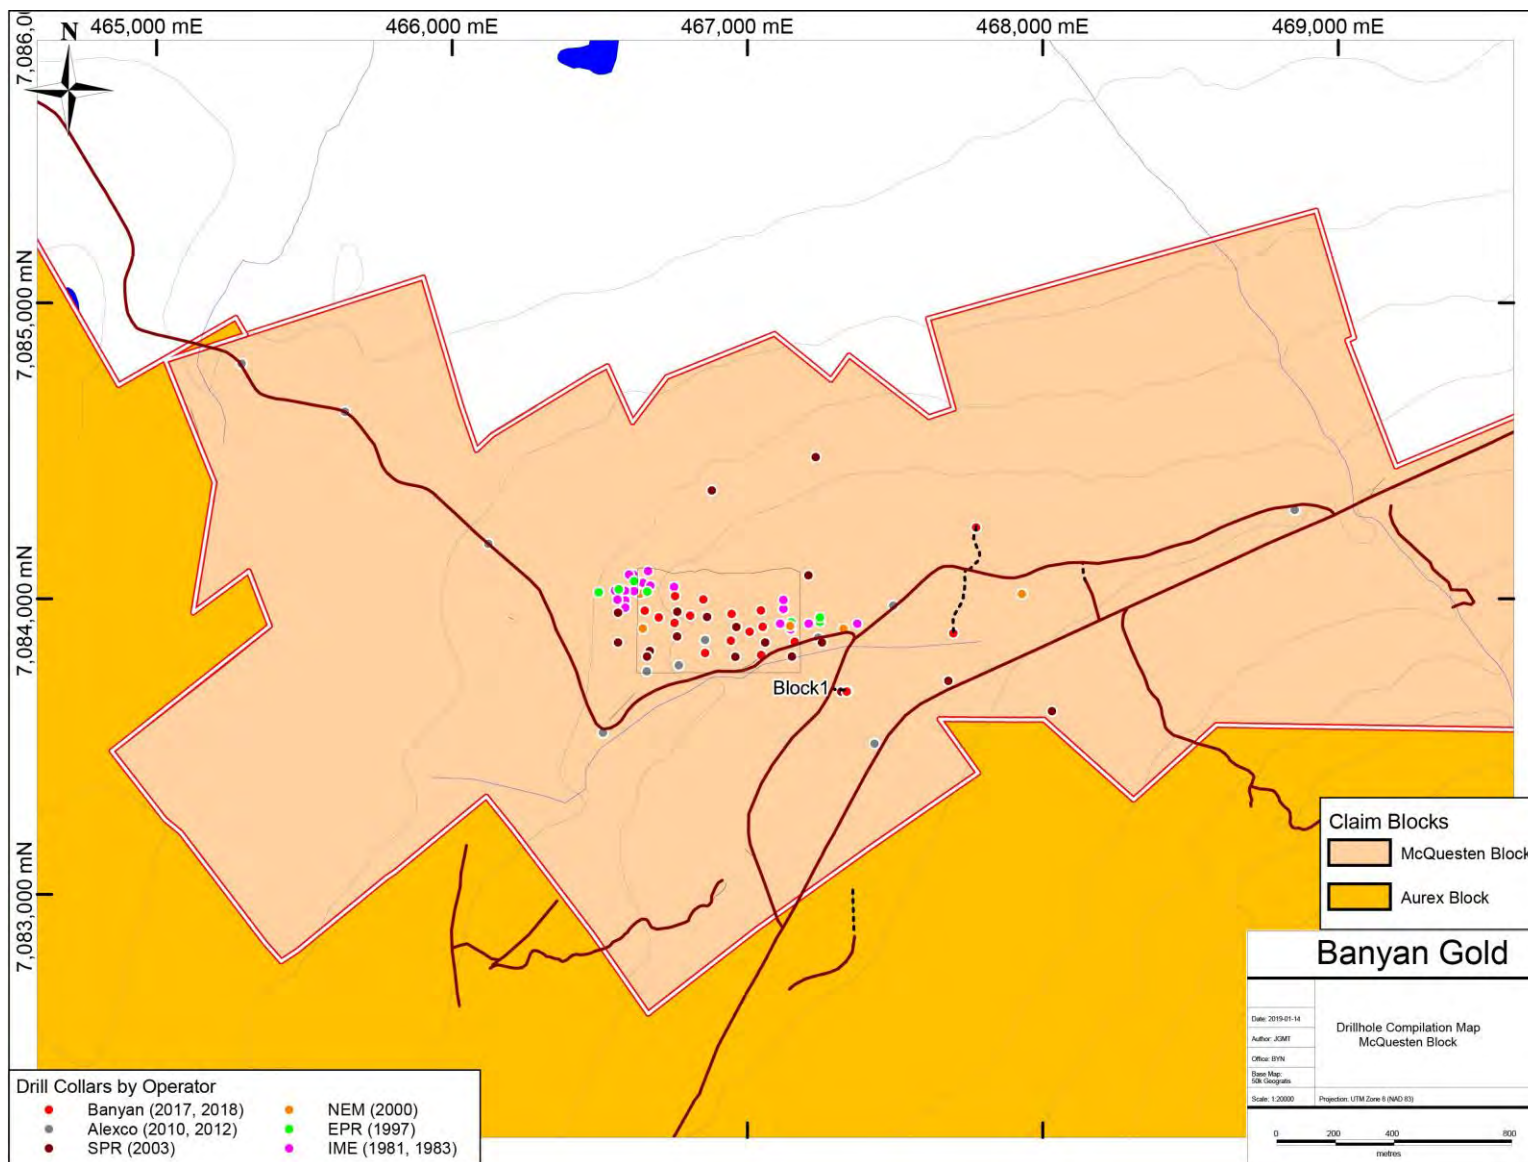 465,000 mE
466,000 mE
467,000 mE
468,000 mE
469,000 mE
N
7,086,0
7,085,000 mN
7,084,000 mN
7,083,000 mN
Block1
Claim Blocks
McQuesten Block
Aurex Block
Banyan Gold
Date: 2019-01-14
Author: JGMT
Office: BYN
Base Map:
50k Geogratis
Scale: 1:20000
Drillhole Compilation Map
McQuesten Block
Projection: UTM Zone 8 (NAD 83)
0 200 400 800
metres
Drill Collars by Operator
Banyan (2017, 2018)
Alexco (2010, 2012)
SPR (2003)
NEM (2000)
EPR (1997)
IME (1981, 1983)